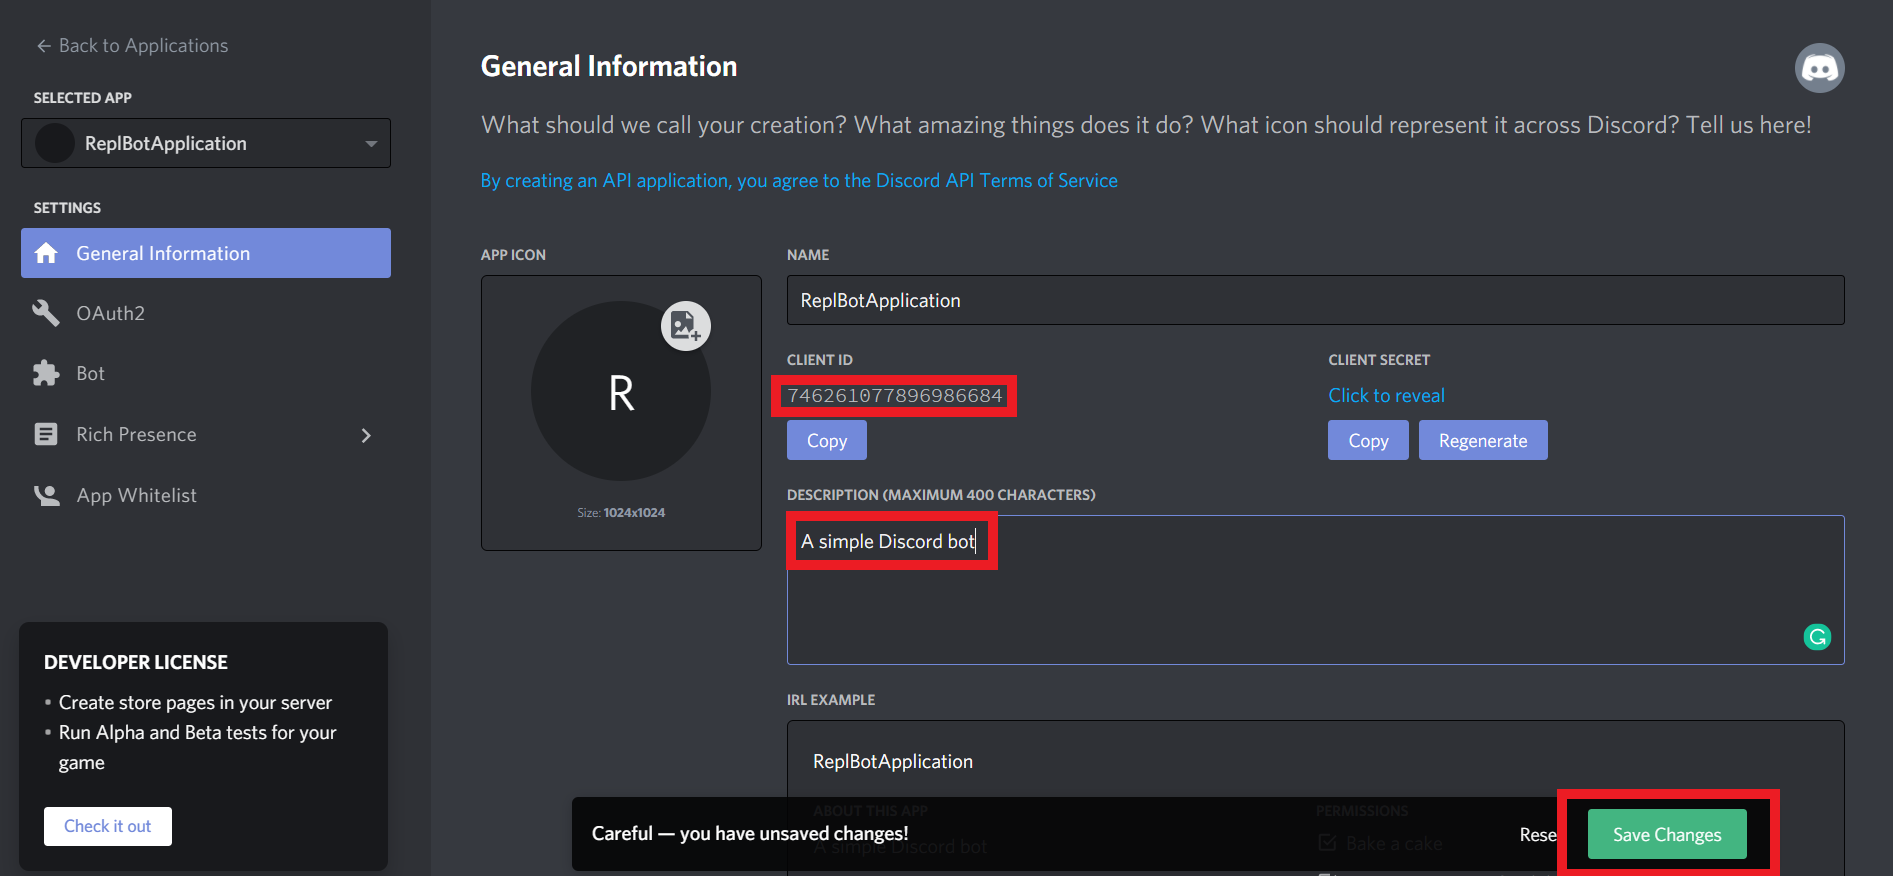 Back to Applications
SELECTED APP
ReplBotApplication
SETTINGS
General Information
OAuth2
Bot
Rich Presence
App Whitelist
DEVELOPER LICENSE
• Create store pages in your server
• Run Alpha and Beta tests for your
game
Check it out
General Information
What should we call your creation? What amazing things does it do? What icon should represent it across Discord? Tell us here!
By creating an API application, you agree to the Discord API Terms of Service
APP ICON
R
Size: 1024x1024
NAME
ReplBotApplication
CLIENT ID
746261077896986684
Copy
CLIENT SECRET
Click to reveal
Copy Regenerate
DESCRIPTION (MAXIMUM 400 CHARACTERS)
A simple Discord bot
IRL EXAMPLE
ReplBotApplication
ABOUT THIS APP
A simple Discord bot
PERMISSIONS
Bake a cake
Careful — you have unsaved changes!
Rese
Save Changes